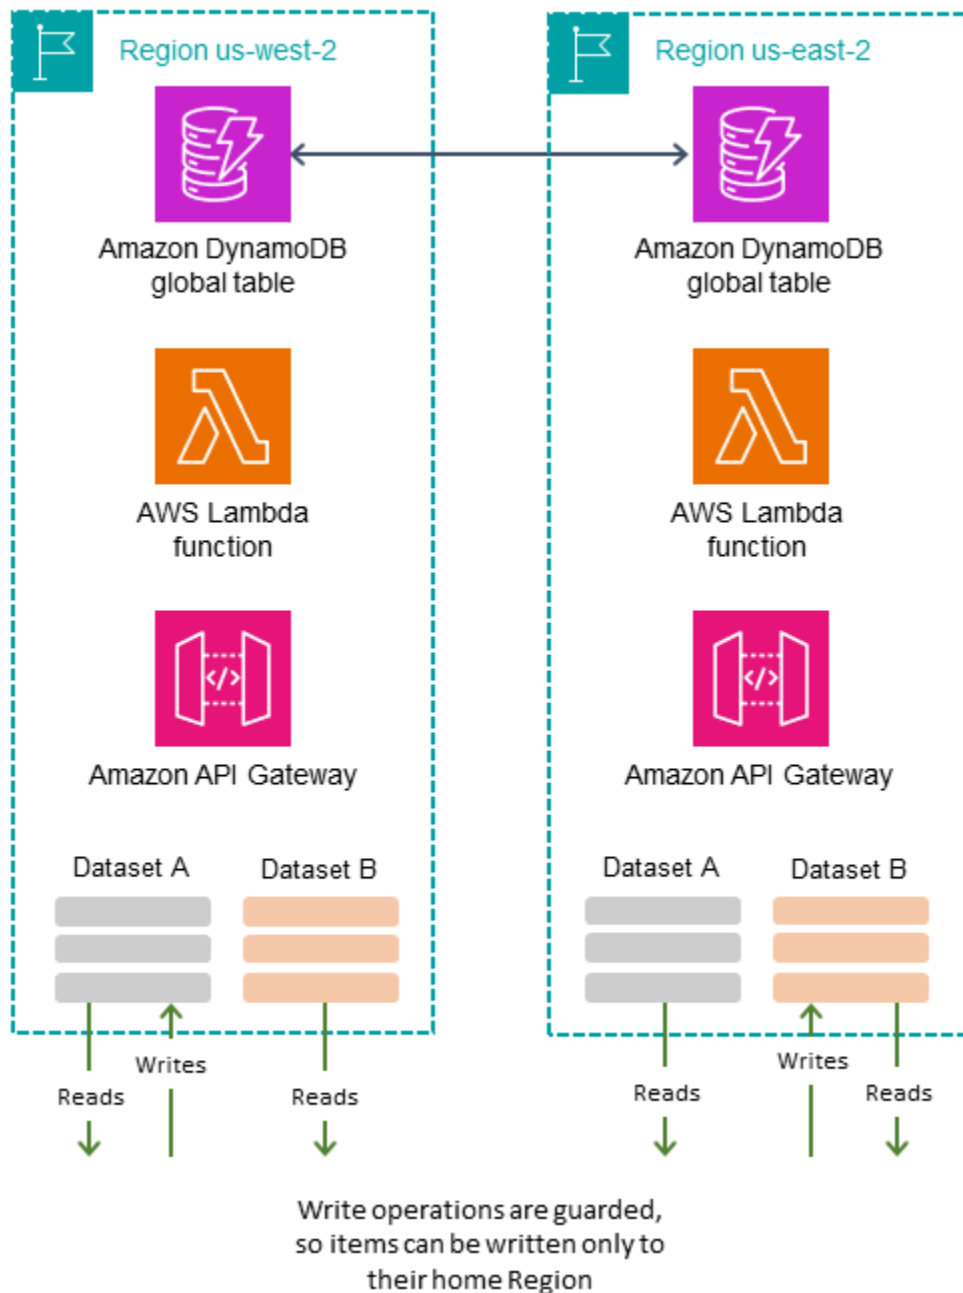 Region us-west-2
Amazon DynamoDB
global table
AWS Lambda
function
</>
Amazon API Gateway
Dataset A
Dataset B
Reads
Writes
Reads
Region us-east-2
Amazon DynamoDB
global table
AWS Lambda
function
</>
Amazon API Gateway
Dataset A
Dataset B
Reads
Writes
Reads
Write operations are guarded,
so items can be written only to
their home Region